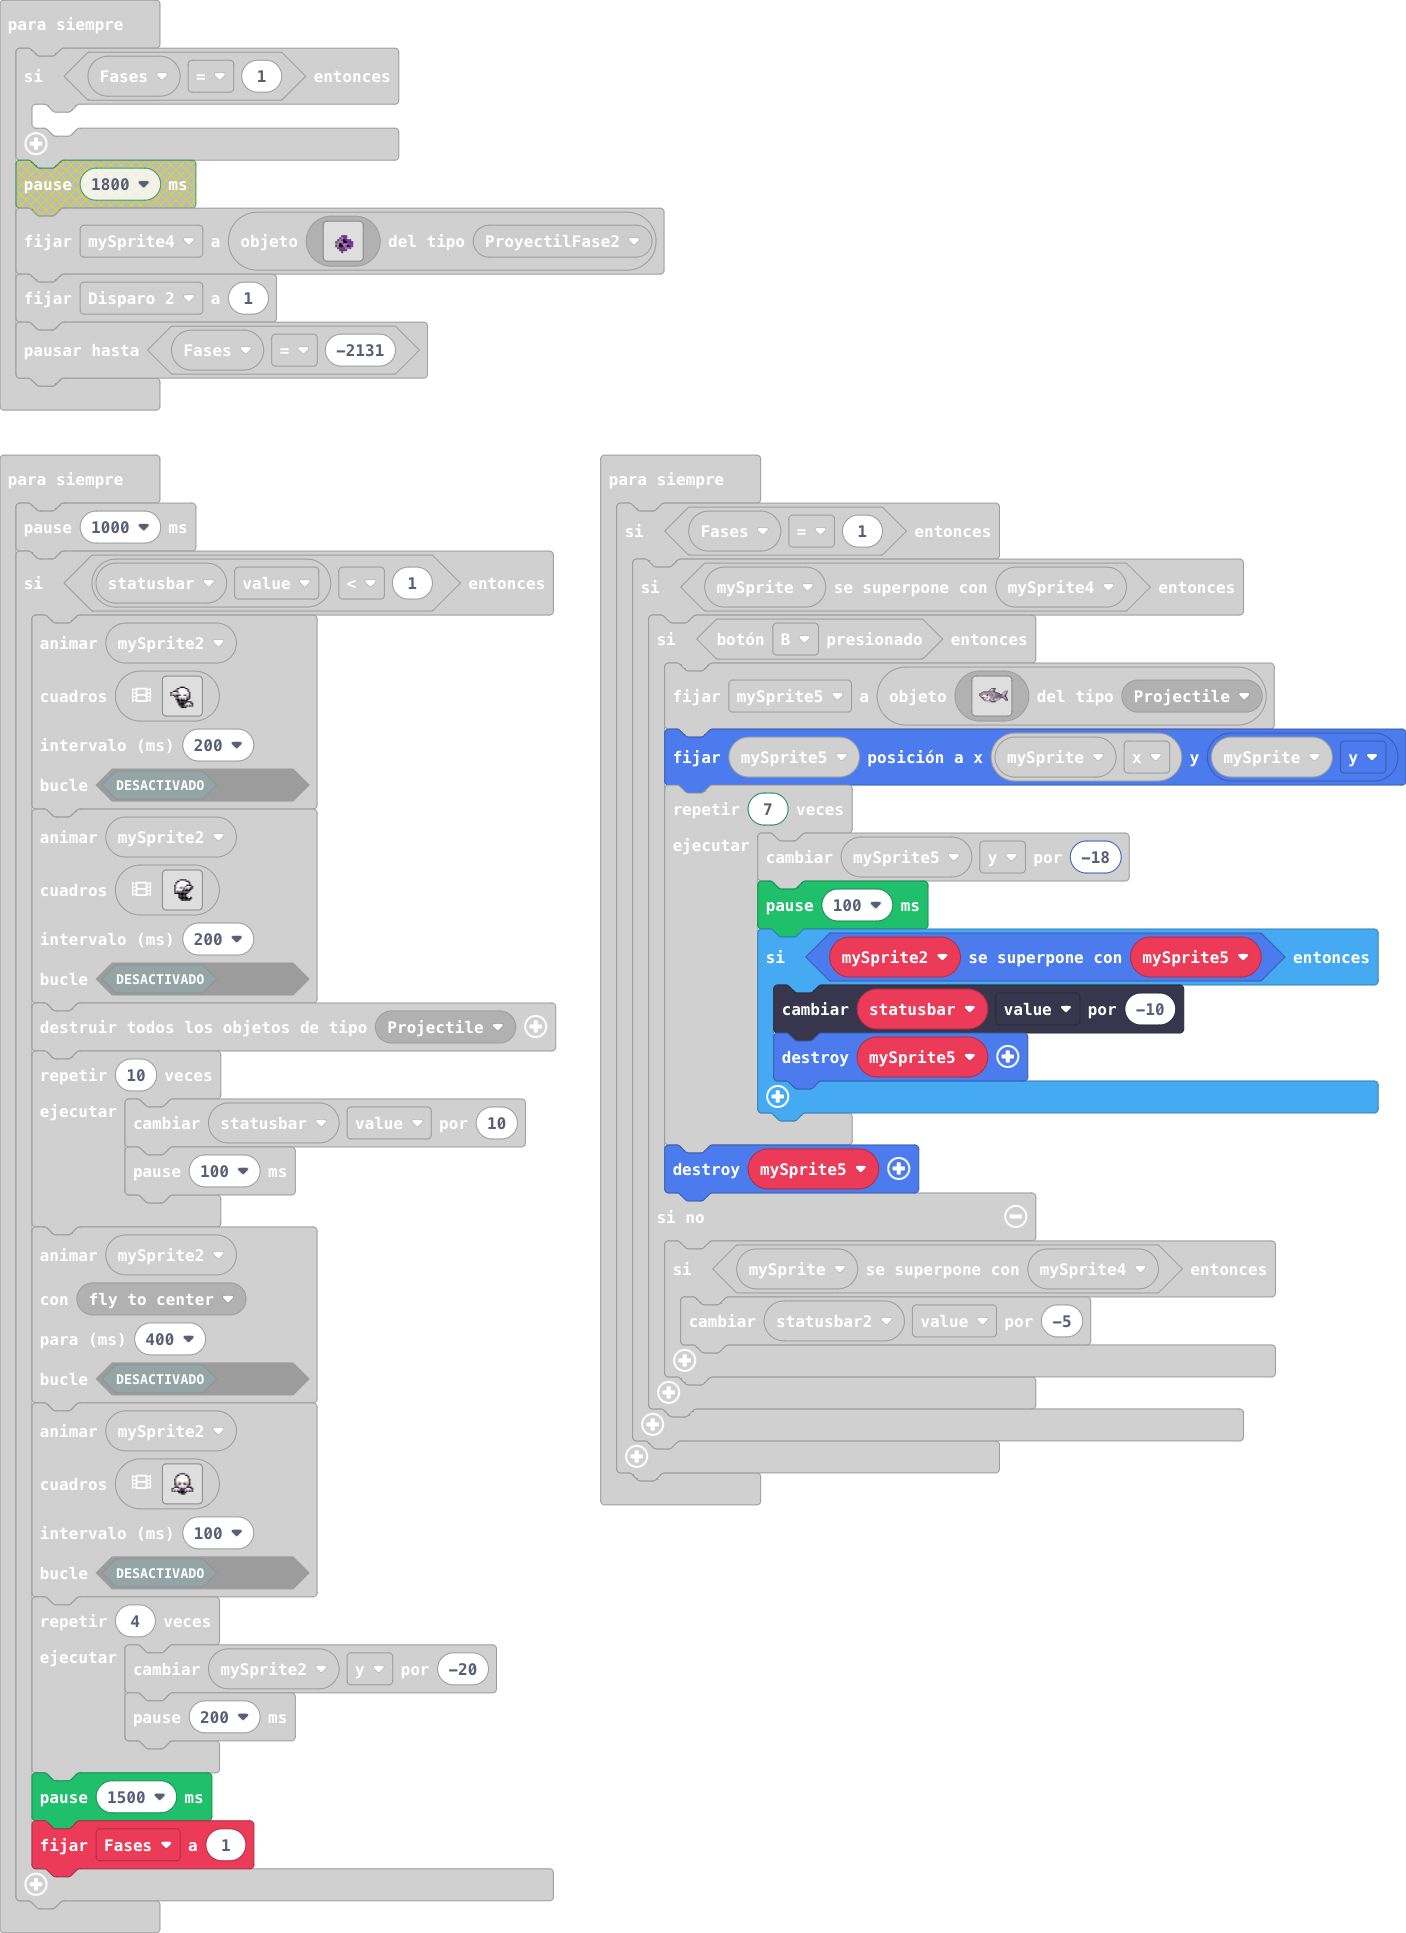 para siempre
si Fases = 1 entonces
pause 1800 ms
fijar mySprite4 a objeto del tipo ProyectilFase2
fijar Disparo 2 a 1
pausar hasta Fases = -2131
para siempre
pause 1000 ms
si statusbar value < 1 entonces
animar mySprite2
cuadros
intervalo (ms) 200
bucle DESACTIVADO
animar mySprite2
cuadros
intervalo (ms) 200
bucle DESACTIVADO
destruir todos los objetos de tipo Projectile
repetir 10 veces
ejecutar cambiar statusbar value por 10
pause 100 ms
animar mySprite2
con fly to center
para (ms) 400
bucle DESACTIVADO
animar mySprite2
cuadros
intervalo (ms) 100
bucle DESACTIVADO
repetir 4 veces
ejecutar cambiar mySprite2 y por -20
pause 200 ms
pause 1500 ms
fijar Fases a 1
para siempre
si Fases = 1 entonces
si mySprite se superpone con mySprite4 entonces
si botón B presionado entonces
fijar mySprite5 a objeto del tipo Projectile
fijar mySprite5 posición a x mySprite x y mySprite y
repetir 7 veces
ejecutar cambiar mySprite5 y por -18
pause 100 ms
si mySprite2 se superpone con mySprite5 entonces
cambiar statusbar value por -10
destroy mySprite5
destroy mySprite5
si no
si mySprite se superpone con mySprite4 entonces
cambiar statusbar2 value por -5